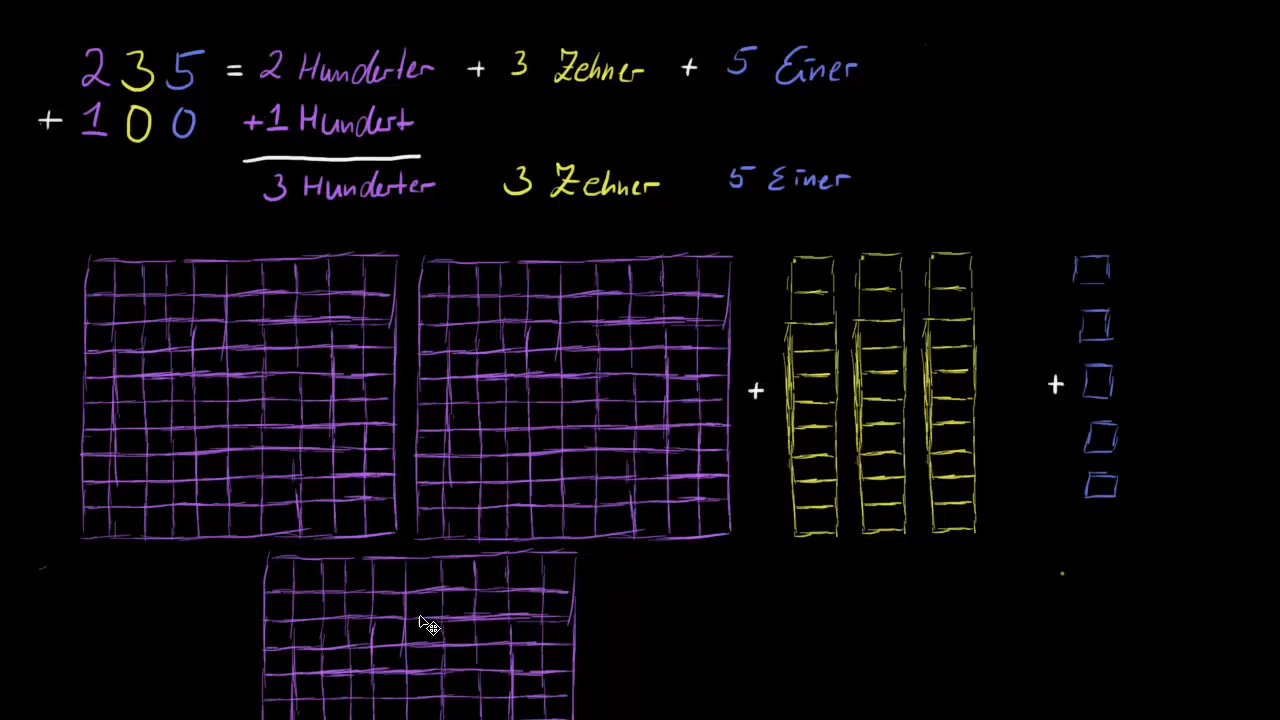 235 = 2 Hunderter + 3 Zehner + 5 Einer
+ 100 +1 Hundert
3 Hunderter 3 Zehner 5 Einer
+ +